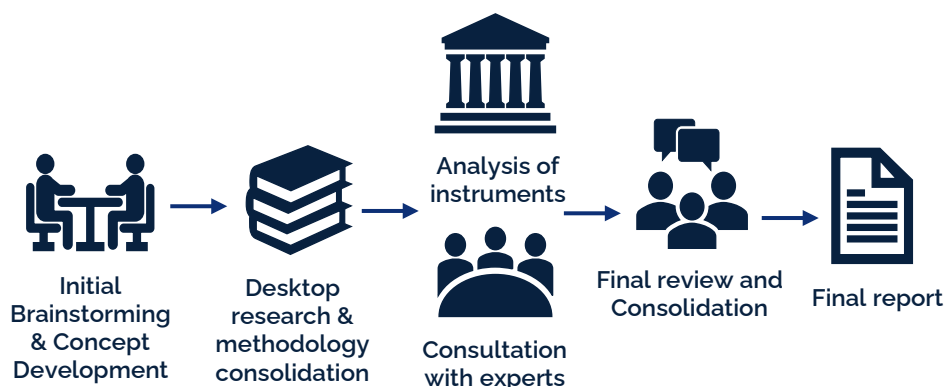 Initial
Brainstorming
& Concept
Development
Desktop
research &
methodology
consolidation
Analysis of
instruments
Consultation
with experts
Final review and
Consolidation
Final report